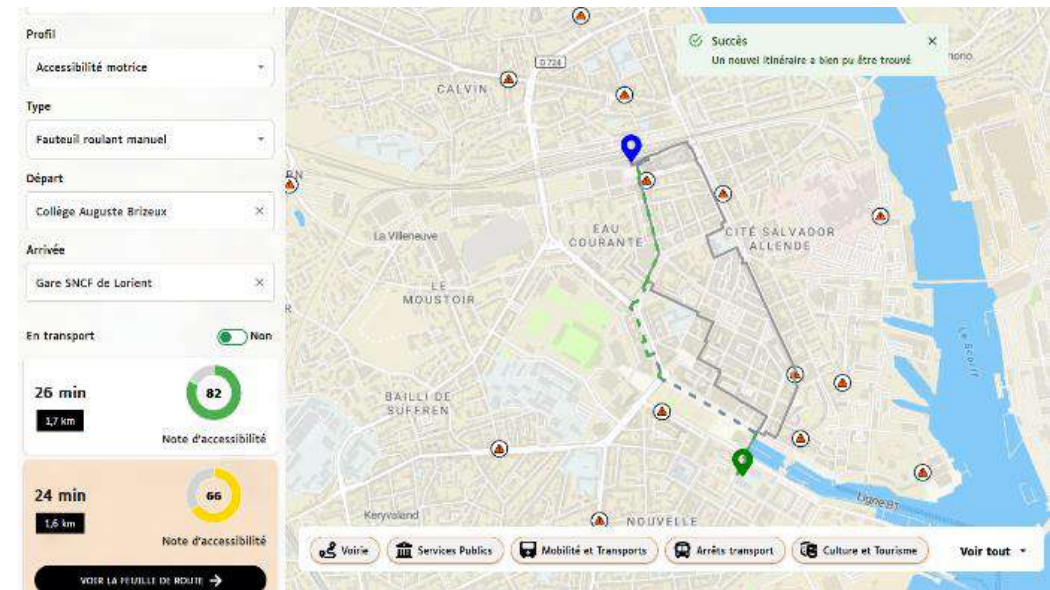 Profil
Accessibilité motrice
Type
Fauteuil roulant manuel
Départ
Collège Auguste Brizeux
Arrivée
Gare SNCF de Lorient
En transport
Non
26 min
82
1,7 km
Note d'accessibilité
24 min
66
1,6 km
Note d'accessibilité
VOIR LA FEUILLE DE ROUTE
Succès
Un nouvel itinéraire a bien pu être trouvé
D 724
CALVIN
La Villeneuve
EAU
COURANTE
CITÉ SALVADOR
ALLENDE
LE
MOUSTOIR
Le Scorff
BAILLI DE
SUFFREN
Keryvaland
NOUVELLE
Ligne BT
Voirie
Services Publics
Mobilité et Transports
Arrêts transport
Culture et Tourisme
Voir tout